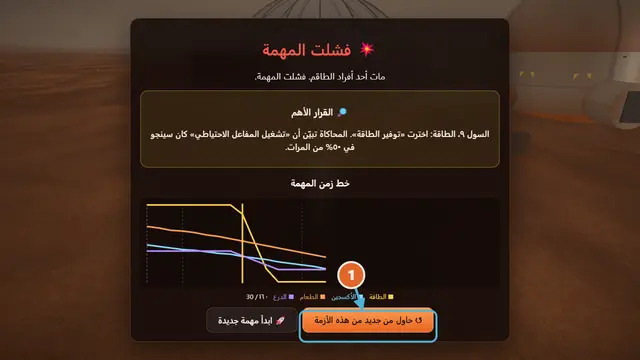 فشلت المهمة
مات أحد أفراد الطاقم. فشلت المهمة.
القرار الأهم
السول ٩، الطاقة: اخترت «توفير الطاقة». المحاكاة تبيّن أن «تشغيل المفاعل الاحتياطي» كان سينجو
في ٥٠% من المرات.
خط زمن المهمة
1
الطاقة الأكسجين الطعام الدرع
حاول من جديد من هذه الأزمة
ابدأ مهمة جديدة